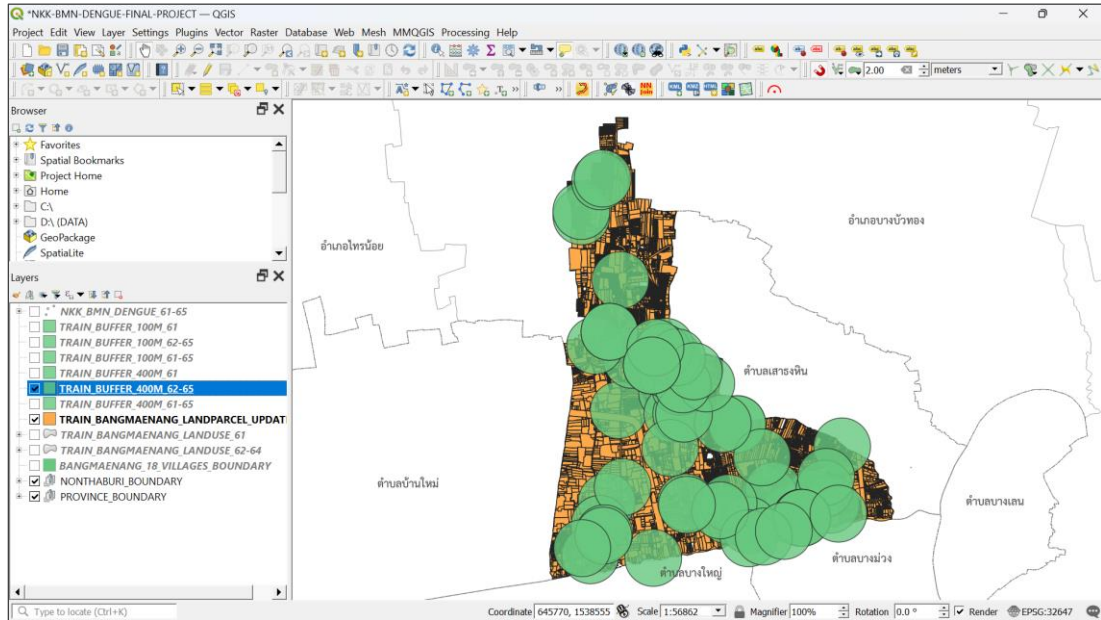 *NKK-BMN-DENGUE-FINAL-PROJECT — QGIS
Project Edit View Layer Settings Plugins Vector Raster Database Web Mesh MMQGIS Processing Help
2.00 meters
Browser
Favorites
Spatial Bookmarks
Project Home
Home
C:\
D:\ (DATA)
GeoPackage
SpatiaLite
Layers
NKK_BMN_DENGUE_61-65
TRAIN_BUFFER_100M_61
TRAIN_BUFFER_100M_62-65
TRAIN_BUFFER_100M_61-65
TRAIN_BUFFER_400M_61
TRAIN_BUFFER_400M_62-65
TRAIN_BUFFER_400M_61-65
TRAIN_BANGMAENANG_LANDPARCEL_UPDAT
TRAIN_BANGMAENANG_LANDUSE_61
TRAIN_BANGMAENANG_LANDUSE_62-64
BANGMAENANG_18_VILLAGES_BOUNDARY
NONTHABURI_BOUNDARY
PROVINCE_BOUNDARY
อำเภอบางบัวทอง
อำเภอไทรน้อย
ตำบลเสาธงหิน
ตำบลบ้านใหม่
ตำบลบางเลน
ตำบลบางม่วง
ตำบลบางใหญ่
Type to locate (Ctrl+K) Coordinate 645770, 1538555 Scale 1:56862 Magnifier 100% Rotation 0.0 ° Render EPSG:32647